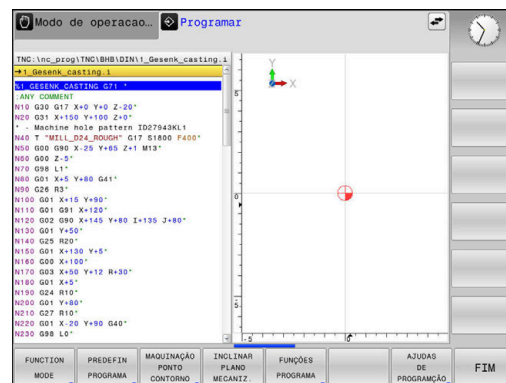 Modo de operacao...
Programar
TNC:\nc_prog\TNC\BHB\DIN\1_Gesenk_casting.i
→1_Gesenk_casting.i
%1_GESENK_CASTING G71 *
;ANY COMMENT
N10 G30 G17 X+0 Y+0 Z-20*
N20 G31 X+150 Y+100 Z+0*
* - Machine hole pattern ID27943KL1
N40 T "MILL_D24_ROUGH" G17 S1800 F400*
N50 G00 G90 X-25 Y+65 Z+1 M13*
N60 G00 Z-5*
N70 G98 L1*
N80 G01 X+5 Y+80 G41*
N90 G26 R3*
N100 G01 X+15 Y+90*
N110 G01 G91 X+120*
N120 G02 G90 X+145 Y+80 I+135 J+80*
N130 G01 Y+50*
N140 G25 R20*
N150 G01 X+130 Y+5*
N160 G00 X+100*
N170 G03 X+50 Y+12 R+30*
N180 G01 X+5*
N190 G24 R10*
N200 G01 Y+80*
N210 G27 R10*
N220 G01 X-20 Y+90 G40*
N230 G98 L0*
Y
X
5
0
-5
-5
0
FUNCTION
MODE
PREDEFIN
PROGRAMA
MAQUINAÇÃO
PONTO
CONTORNO
INCLINAR
PLANO
MECANIZ.
FUNÇÕES
PROGRAMA
AJUDAS
DE
PROGRAMÇÃO
FIM